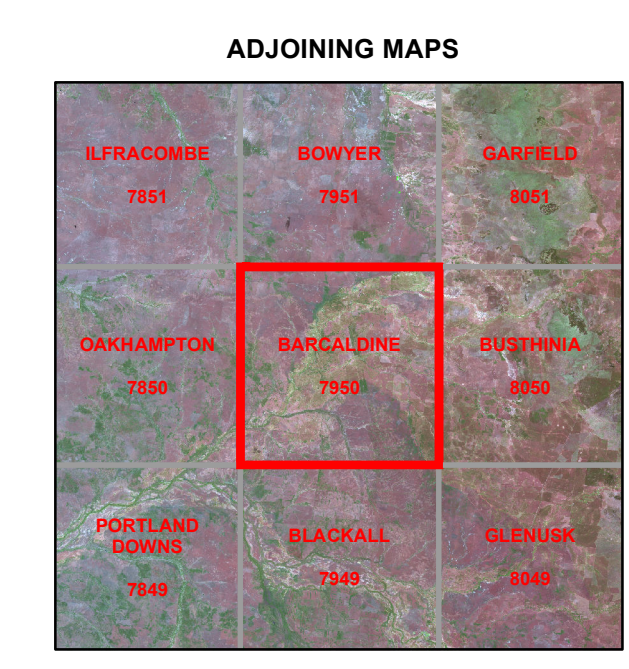 ADJOINING MAPS
ILFRACOMBE
7851
BOWYER
7951
GARFIELD
8051
OAKHAMPTON
7850
BARCALDINE
7950
BUSTHINIA
8050
PORTLAND
DOWNS
7849
BLACKALL
7949
GLENUSK
8049